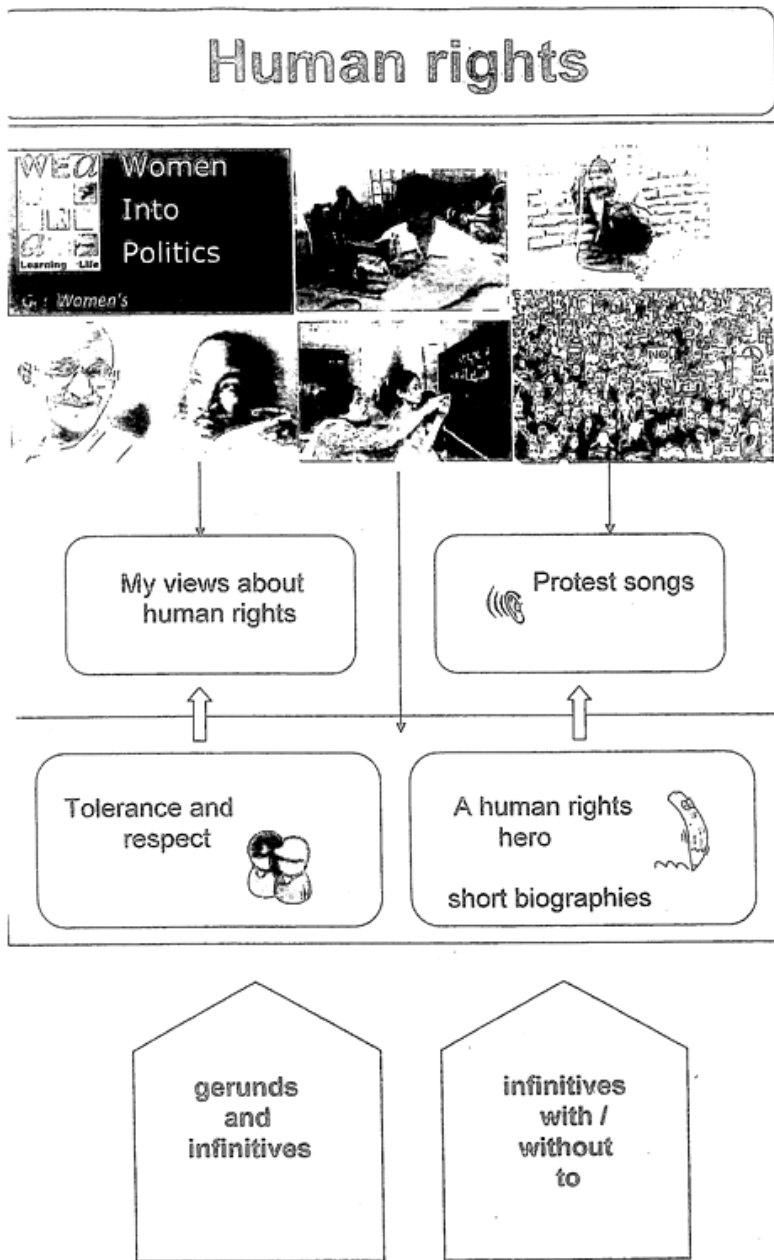 Human rights
WEA
Women
Into
Politics
Learning
Life
G : Women's
NO
My views about
human rights
Protest songs
Tolerance and
respect
A human rights
hero
short biographies
gerunds
and
infinitives
infinitives
with /
without
to